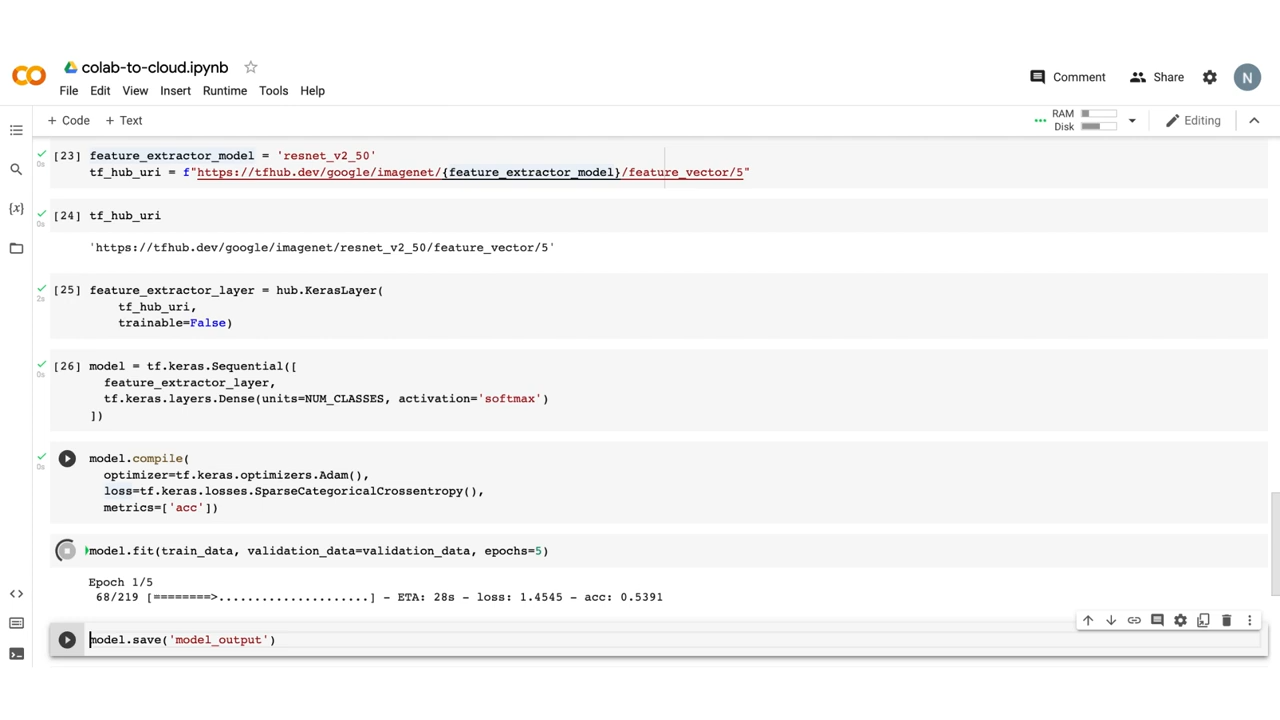 colab-to-cloud.ipynb
File Edit View Insert Runtime Tools Help
Comment Share N
+ Code + Text
RAM
Disk
Editing
[23] feature_extractor_model = 'resnet_v2_50'
tf_hub_uri = f"https://tfhub.dev/google/imagenet/{feature_extractor_model}/feature_vector/5"
0s
[24] tf_hub_uri
0s
'https://tfhub.dev/google/imagenet/resnet_v2_50/feature_vector/5'
[25] feature_extractor_layer = hub.KerasLayer(
2s
tf_hub_uri,
trainable=False)
[26] model = tf.keras.Sequential([
0s
feature_extractor_layer,
tf.keras.layers.Dense(units=NUM_CLASSES, activation='softmax')
])
model.compile(
0s
optimizer=tf.keras.optimizers.Adam(),
loss=tf.keras.losses.SparseCategoricalCrossentropy(),
metrics=['acc'])
model.fit(train_data, validation_data=validation_data, epochs=5)
Epoch 1/5
68/219 [========>.....................] - ETA: 28s - loss: 1.4545 - acc: 0.5391
model.save('model_output')